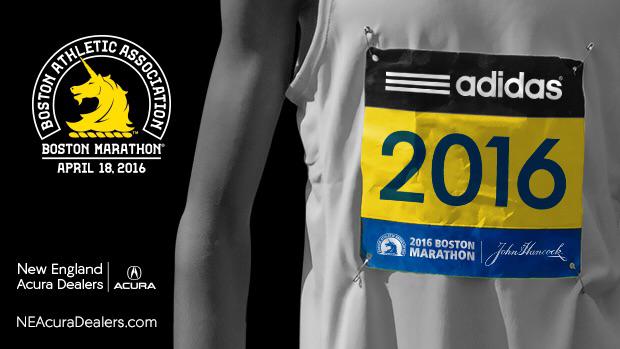 BOSTON ATHLETIC ASSOCIATION
BOSTON MARATHON®
APRIL 18, 2016
New England
Acura Dealers
ACURA
NEAcuraDealers.com
adidas®
2016
2016 BOSTON
MARATHON
John Hancock